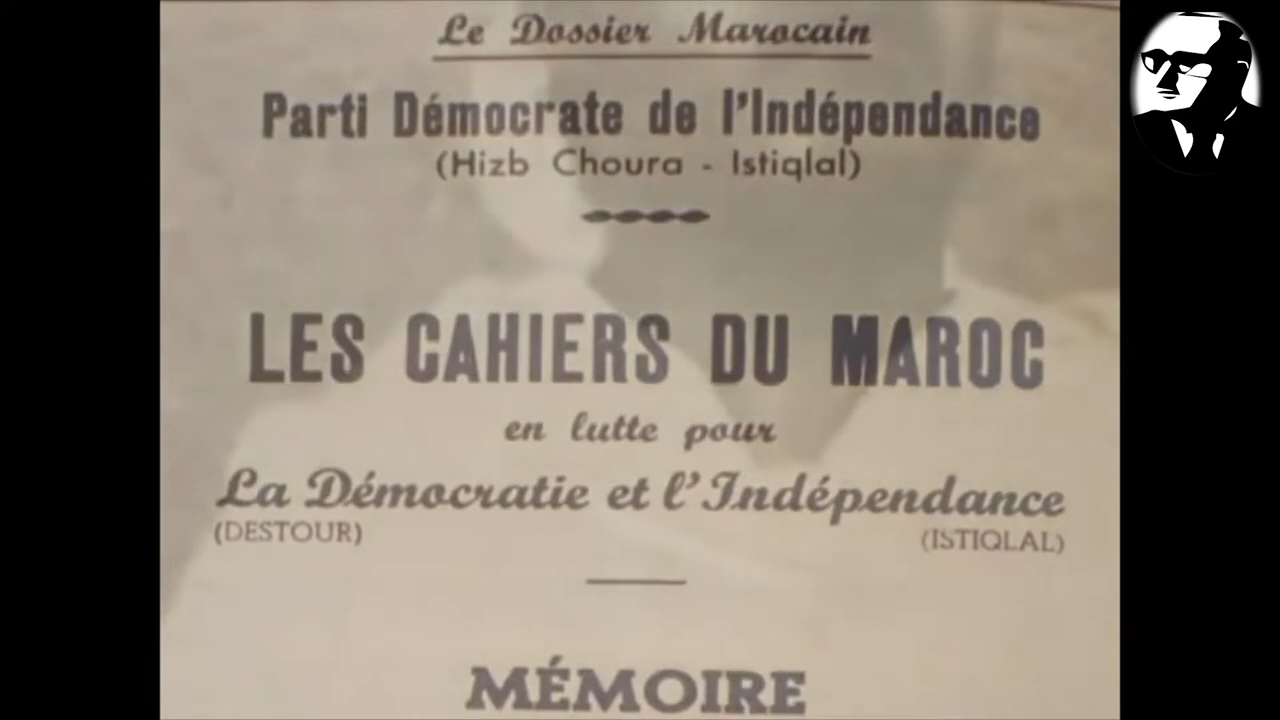 Le Dossier Marocain
Parti Démocrate de l'Indépendance
(Hizb Choura - Istiqlal)
LES CAHIERS DU MAROC
en lutte pour
La Démocratie et l'Indépendance
(DESTOUR) (ISTIQLAL)
MÉMOIRE